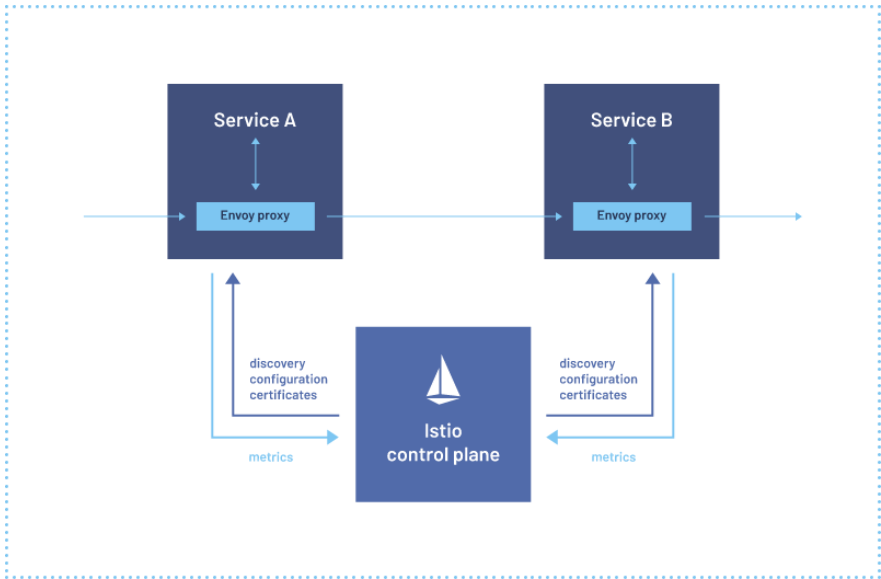 Service A
Envoy proxy
Service B
Envoy proxy
discovery
configuration
certificates
metrics
Istio
control plane
discovery
configuration
certificates
metrics